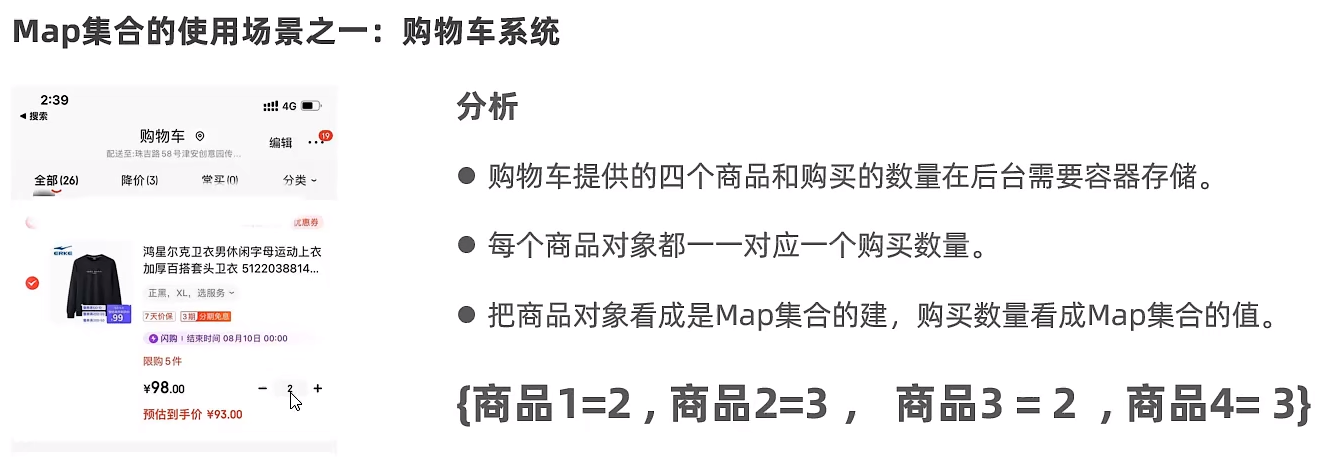 Map集合的使用场景之一：购物车系统
2:39
4G
◀ 搜索
购物车
编辑
19
配送至:珠吉路58号津安创意园传...
全部(26) 降价(3) 常买(0) 分类
优惠券
ERKE
鸿星尔克卫衣男休闲字母运动上衣
加厚百搭套头卫衣 5122038814...
正黑，XL，选服务
99
7天价保 3期 分期免息
闪购 结束时间 08月10日 00:00
限购5件
¥98.00 － 2 +
预估到手价 ¥93.00
分析
● 购物车提供的四个商品和购买的数量在后台需要容器存储。
● 每个商品对象都一一对应一个购买数量。
● 把商品对象看成是Map集合的建，购买数量看成Map集合的值。
{商品1=2 , 商品2=3 ， 商品3 = 2 , 商品4= 3}